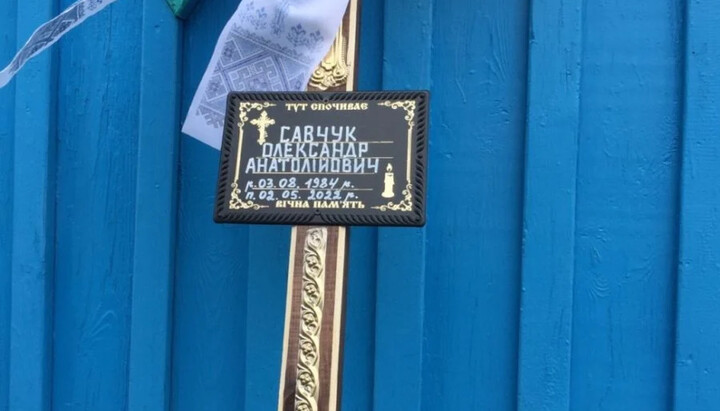 ТУТ СПОЧИВАЄ
САВЧУК
ОЛЕКСАНДР
АНАТОЛІЙОВИЧ
р. 03. 08. 1984 р.
п. 02. 05. 2022 р.
ВІЧНА ПАМ'ЯТЬ